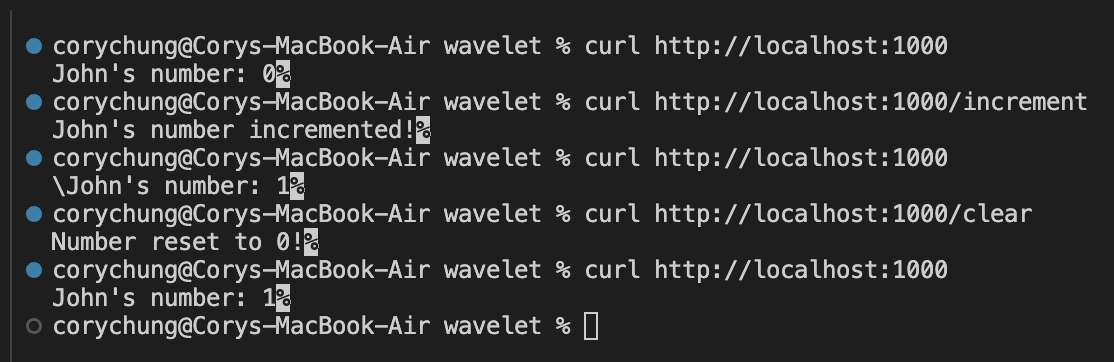 corychung@Corys-MacBook-Air wavelet % curl http://localhost:1000
John's number: 0%
corychung@Corys-MacBook-Air wavelet % curl http://localhost:1000/increment
John's number incremented!%
corychung@Corys-MacBook-Air wavelet % curl http://localhost:1000
\John's number: 1%
corychung@Corys-MacBook-Air wavelet % curl http://localhost:1000/clear
Number reset to 0!%
corychung@Corys-MacBook-Air wavelet % curl http://localhost:1000
John's number: 1%
corychung@Corys-MacBook-Air wavelet %